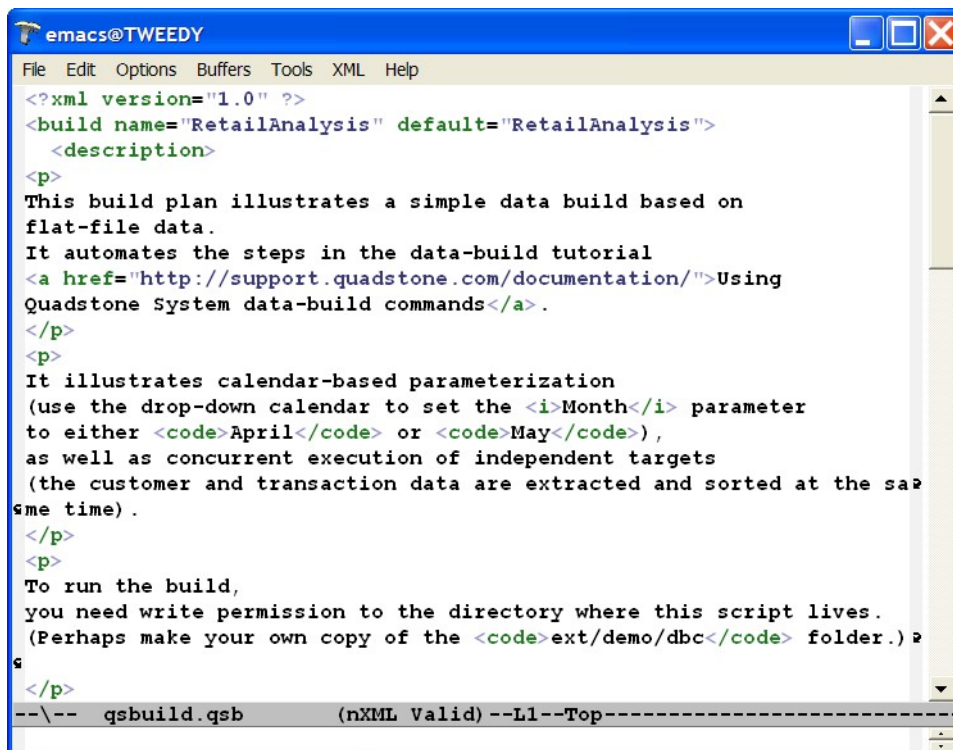 emacs@TWEEDY
File Edit Options Buffers Tools XML Help
<?xml version="1.0" ?>
<build name="RetailAnalysis" default="RetailAnalysis">
  <description>
<p>
This build plan illustrates a simple data build based on
flat-file data.
It automates the steps in the data-build tutorial
<a href="http://support.quadstone.com/documentation/">Using
Quadstone System data-build commands</a>.
</p>
<p>
It illustrates calendar-based parameterization
(use the drop-down calendar to set the <i>Month</i> parameter
to either <code>April</code> or <code>May</code>),
as well as concurrent execution of independent targets
(the customer and transaction data are extracted and sorted at the sa
me time).
</p>
<p>
To run the build,
you need write permission to the directory where this script lives.
(Perhaps make your own copy of the <code>ext/demo/dbc</code> folder.)
</p>
--\-- qsbuild.qsb (nXML Valid)--L1--Top----------------------------